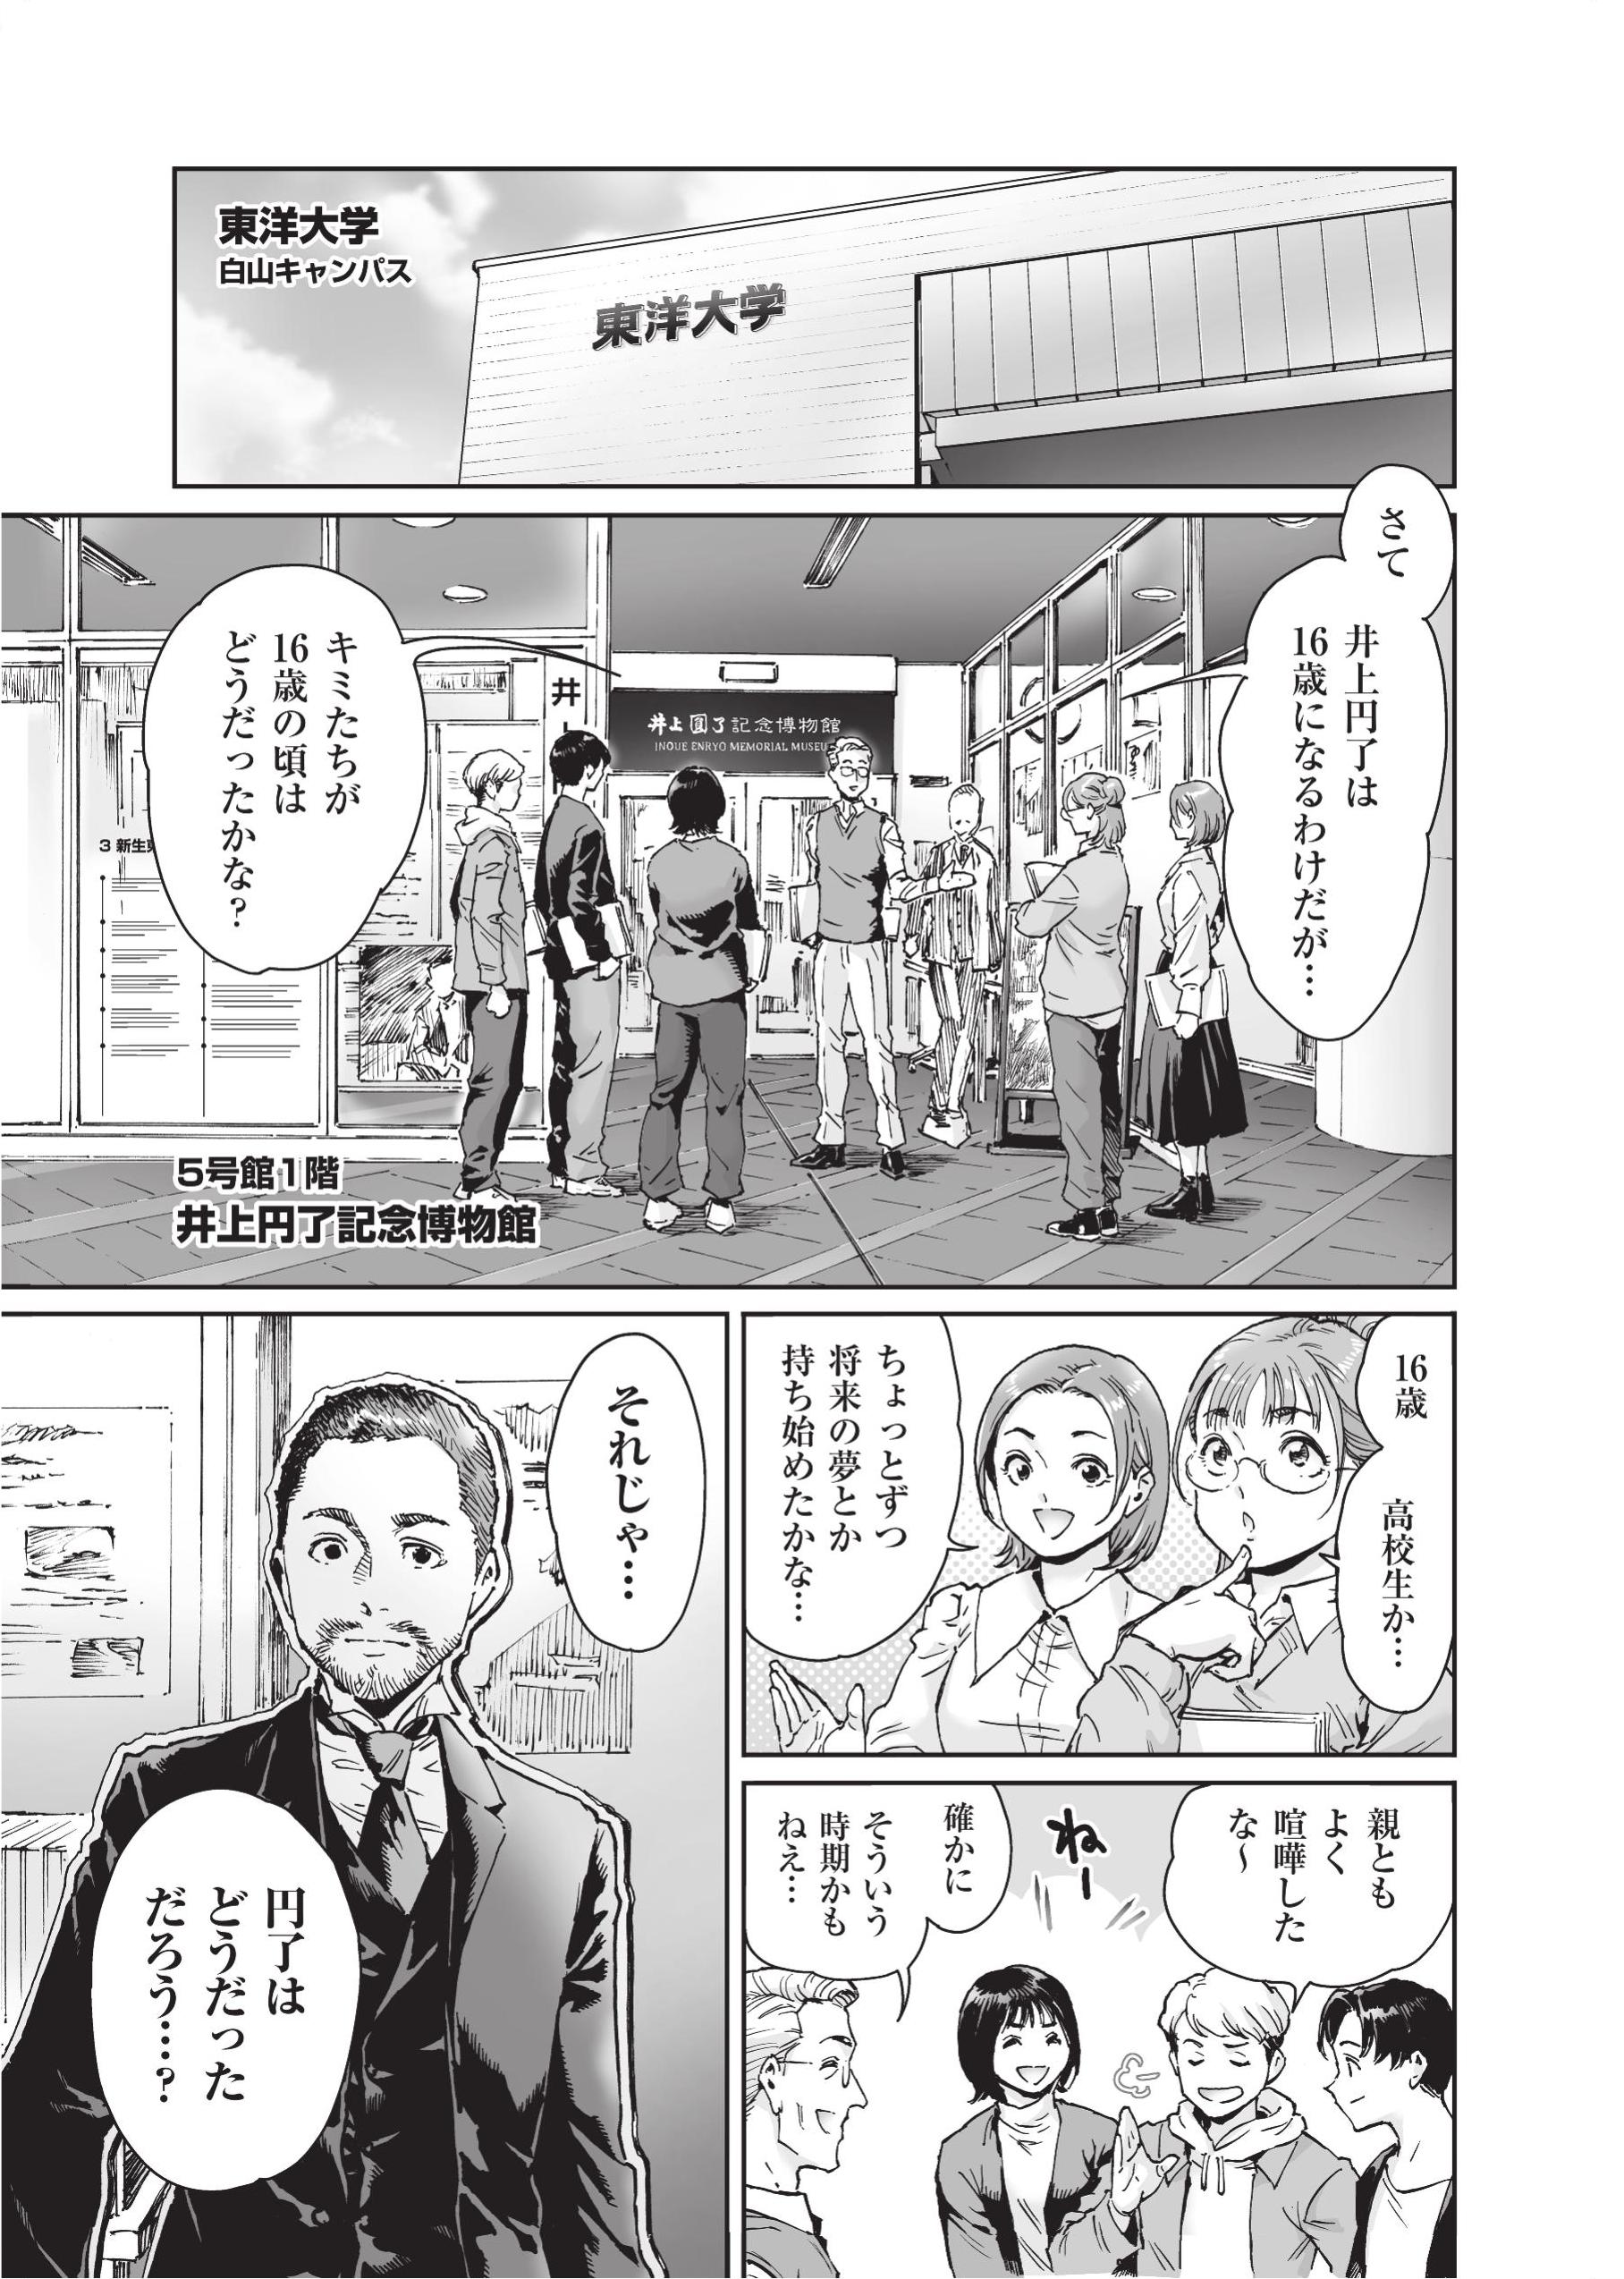 東洋大学
白山キャンパス
東洋大学
さて
井上円了は
16歳になるわけだが…
キミたちが
16歳の頃は
どうだったかな?
井上圓了記念博物館
INOUE ENRYO MEMORIAL MUSEU
井上
3 新生東
5号館1階
井上円了記念博物館
16歳
高校生か…
ちょっとずつ
将来の夢とか
持ち始めたかな…
親とも
よく
喧嘩した
な〜
ねー
確かに
そういう
時期かも
ねえ…
それじゃ…
円了は
どうだった
だろう…?